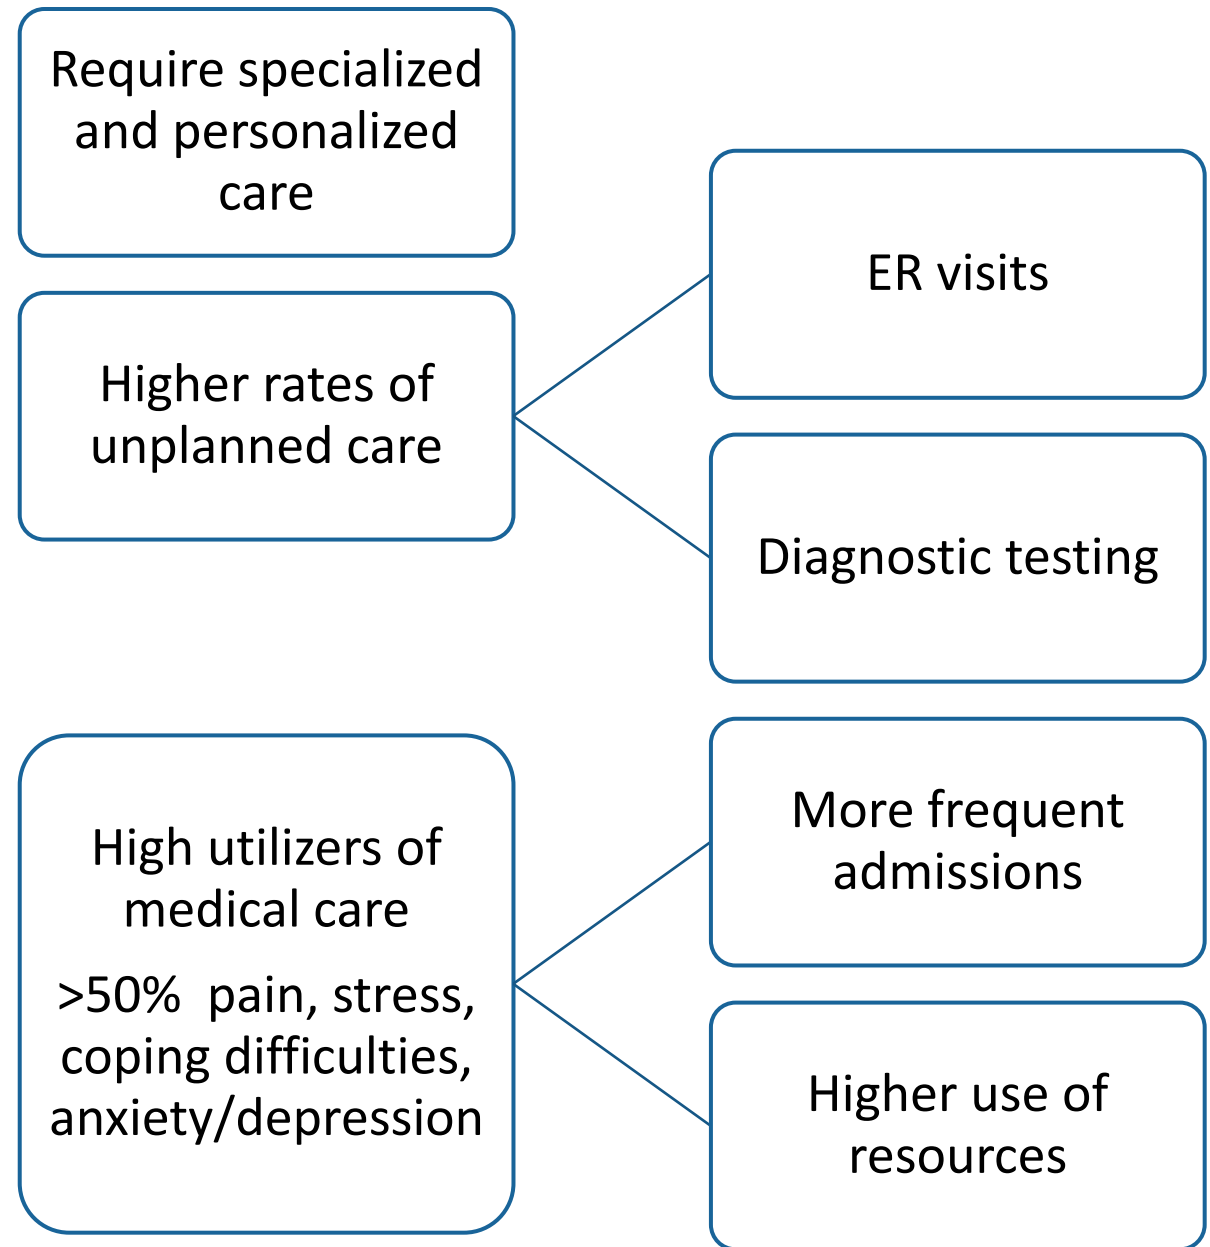 Require specialized
and personalized
care
Higher rates of
unplanned care
ER visits
Diagnostic testing
High utilizers of
medical care
>50%  pain, stress,
coping difficulties,
anxiety/depression
More frequent
admissions
Higher use of
resources